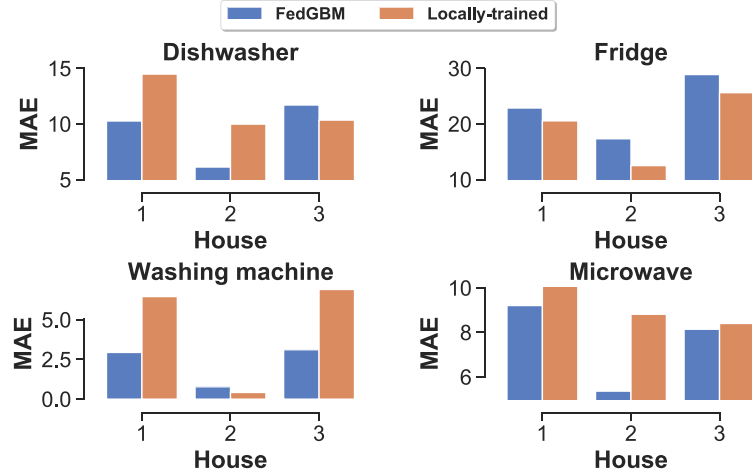 FedGBM Locally-trained
Dishwasher Fridge
15
10
5
MAE
1 2 3
House
30
20
10
MAE
1 2 3
House
Washing machine Microwave
5.0
2.5
0.0
MAE
1 2 3
House
10
8
6
MAE
1 2 3
House